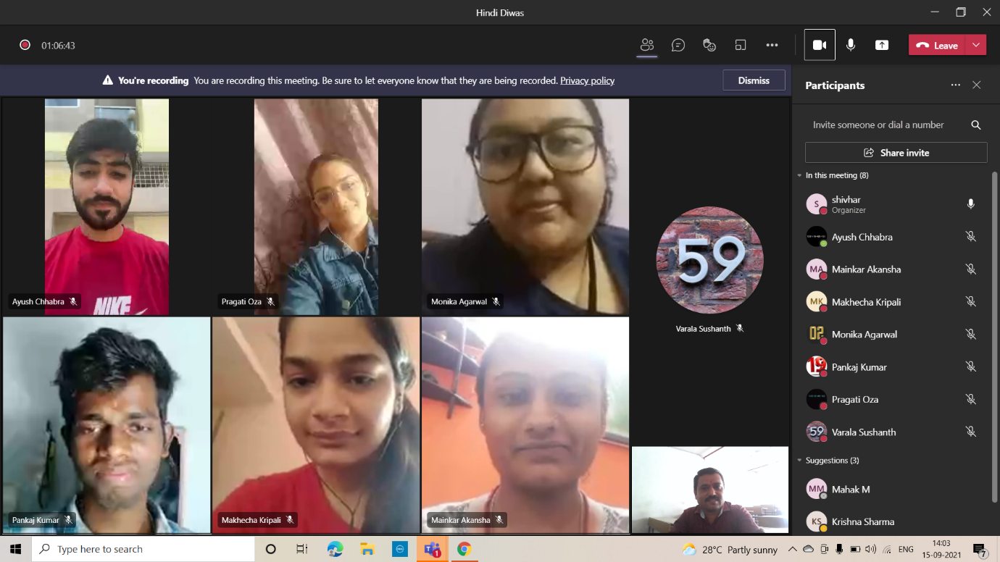 Hindi Diwas
01:06:43
Leave
You're recording You are recording this meeting. Be sure to let everyone know that they are being recorded. Privacy policy
Dismiss
Participants
Invite someone or dial a number
Share invite
In this meeting (8)
S
shivhar
Organizer
Ayush Chhabra
MA
Mainkar Akansha
MK
Makhecha Kripali
02
Monika Agarwal
19
Pankaj Kumar
Pragati Oza
59
Varala Sushanth
Suggestions (3)
MM
Mahak M
KS
Krishna Sharma
NIKE
Ayush Chhabra
Pragati Oza
Monika Agarwal
59
Varala Sushanth
Pankaj Kumar
Makhecha Kripali
Mainkar Akansha
Type here to search
DELL
T
1
28°C Partly sunny
ENG
14:03
15-09-2021
7